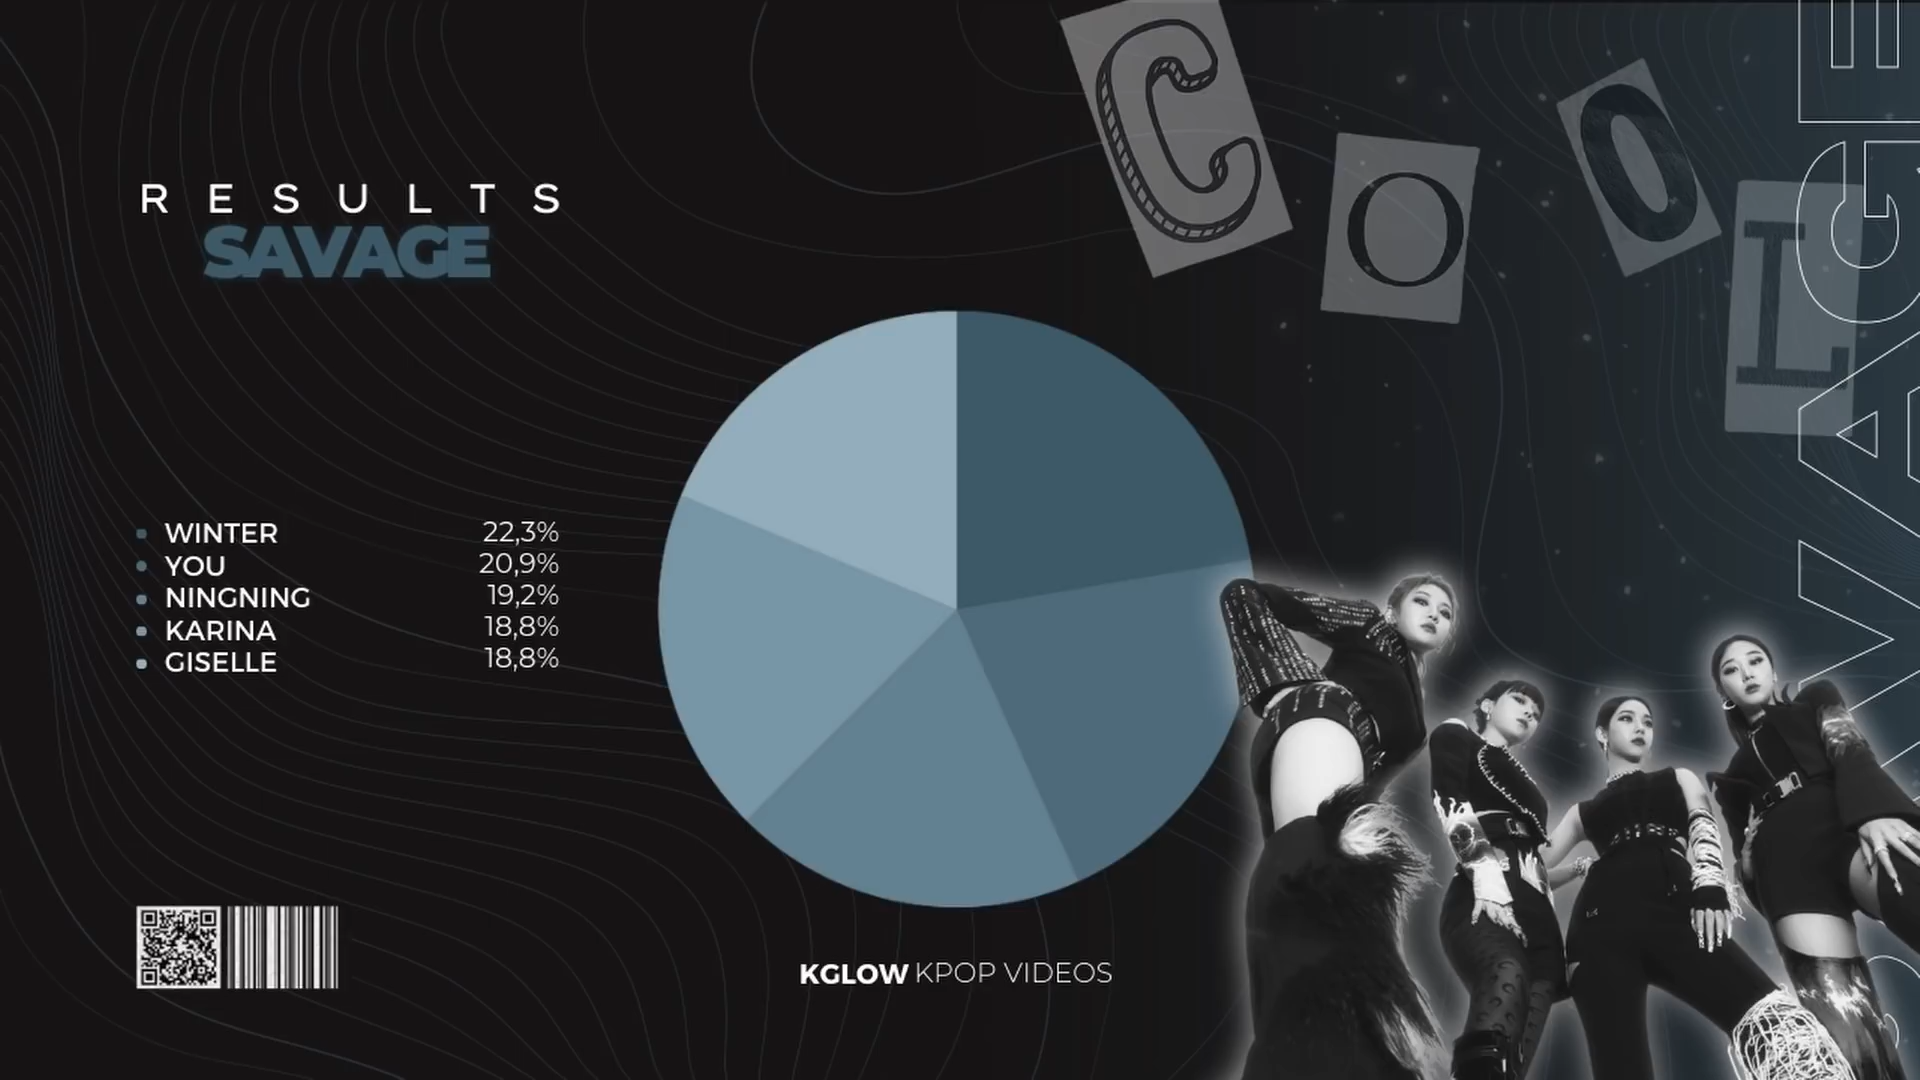 RESULTS
SAVAGE
WINTER 22,3%
YOU 20,9%
NINGNING 19,2%
KARINA 18,8%
GISELLE 18,8%
KGLOW KPOP VIDEOS
C O O L
SAVAGE